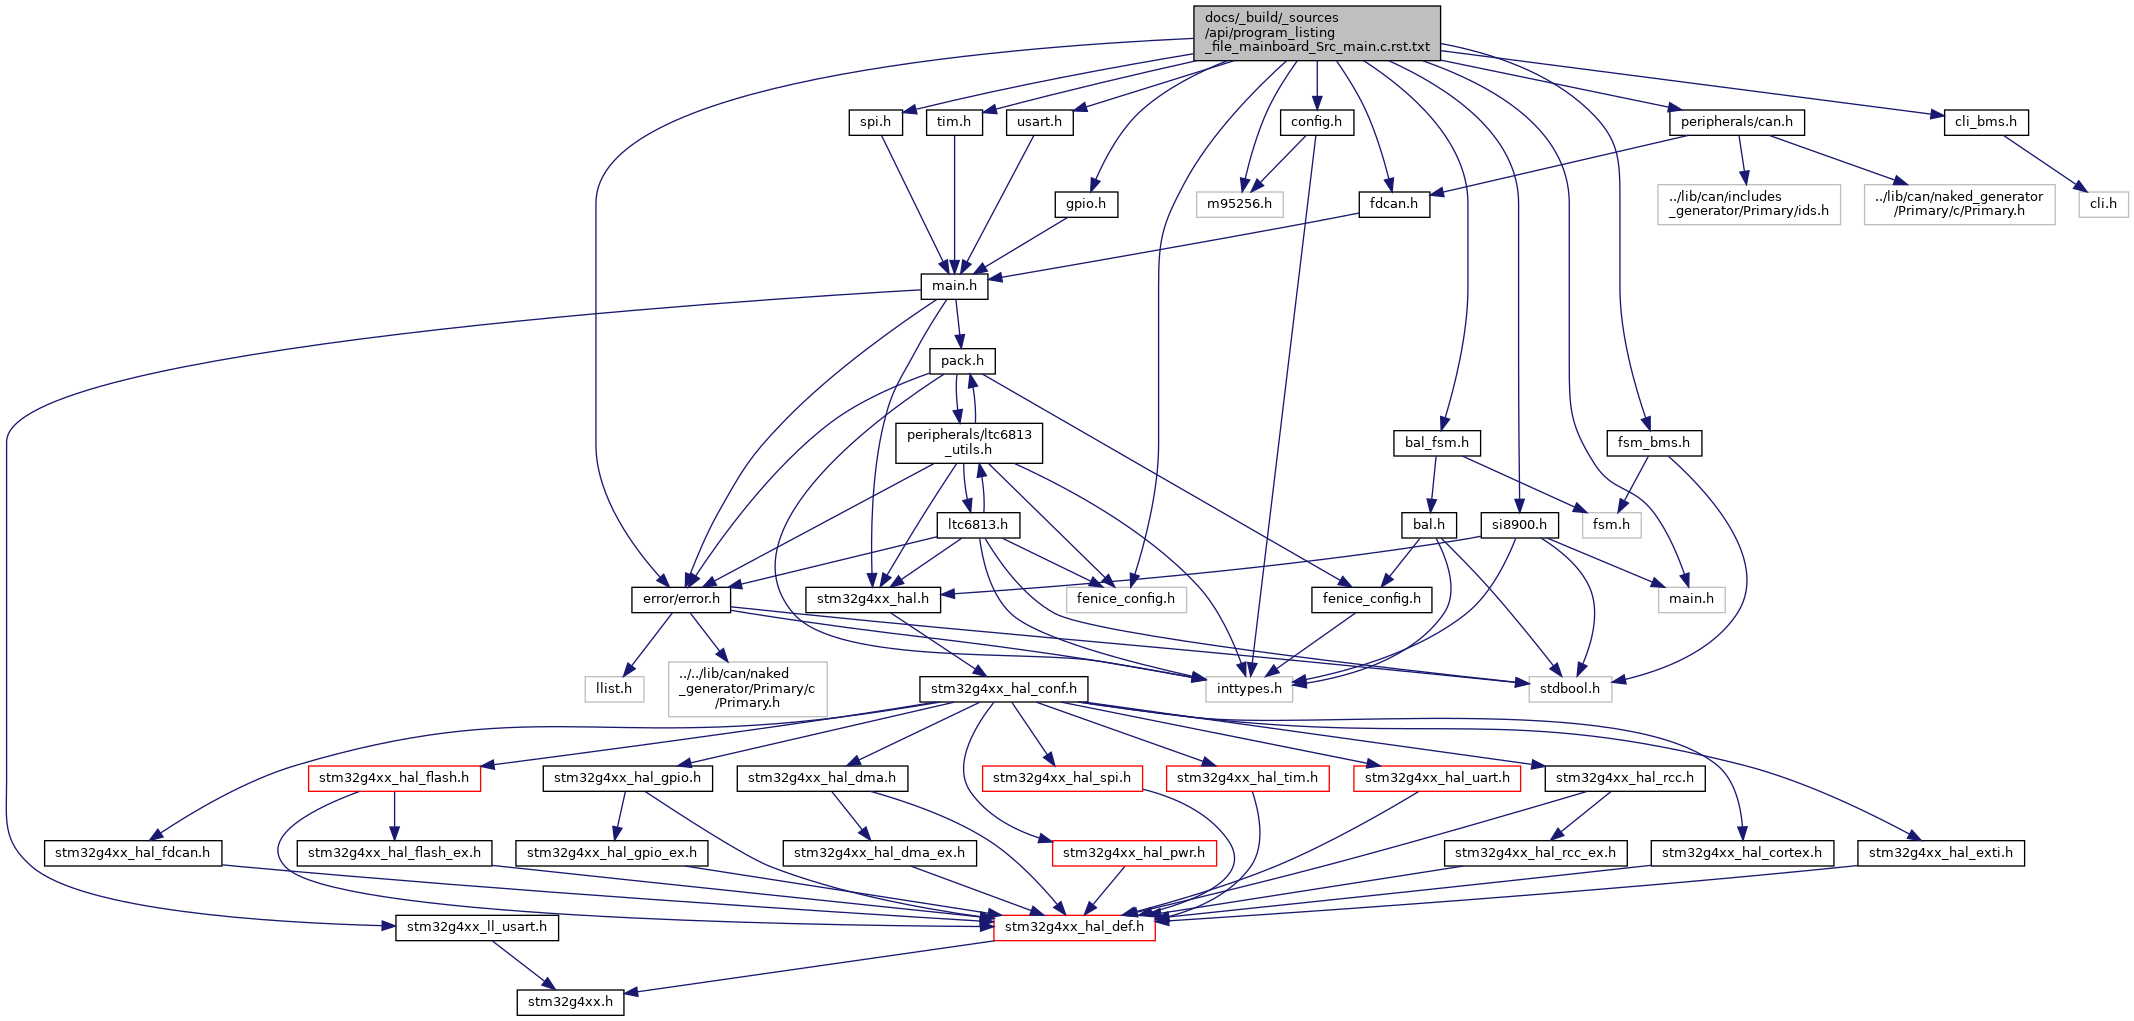 docs/_build/_sources
/api/program_listing
_file_mainboard_Src_main.c.rst.txt
spi.h
tim.h
usart.h
config.h
peripherals/can.h
cli_bms.h
gpio.h
m95256.h
fdcan.h
../lib/can/includes
_generator/Primary/ids.h
../lib/can/naked_generator
/Primary/c/Primary.h
cli.h
main.h
pack.h
peripherals/ltc6813
_utils.h
bal_fsm.h
fsm_bms.h
ltc6813.h
bal.h
si8900.h
fsm.h
error/error.h
stm32g4xx_hal.h
fenice_config.h
fenice_config.h
main.h
llist.h
../../lib/can/naked
_generator/Primary/c
/Primary.h
stm32g4xx_hal_conf.h
inttypes.h
stdbool.h
stm32g4xx_hal_flash.h
stm32g4xx_hal_gpio.h
stm32g4xx_hal_dma.h
stm32g4xx_hal_spi.h
stm32g4xx_hal_tim.h
stm32g4xx_hal_uart.h
stm32g4xx_hal_rcc.h
stm32g4xx_hal_fdcan.h
stm32g4xx_hal_flash_ex.h
stm32g4xx_hal_gpio_ex.h
stm32g4xx_hal_dma_ex.h
stm32g4xx_hal_pwr.h
stm32g4xx_hal_rcc_ex.h
stm32g4xx_hal_cortex.h
stm32g4xx_hal_exti.h
stm32g4xx_ll_usart.h
stm32g4xx_hal_def.h
stm32g4xx.h